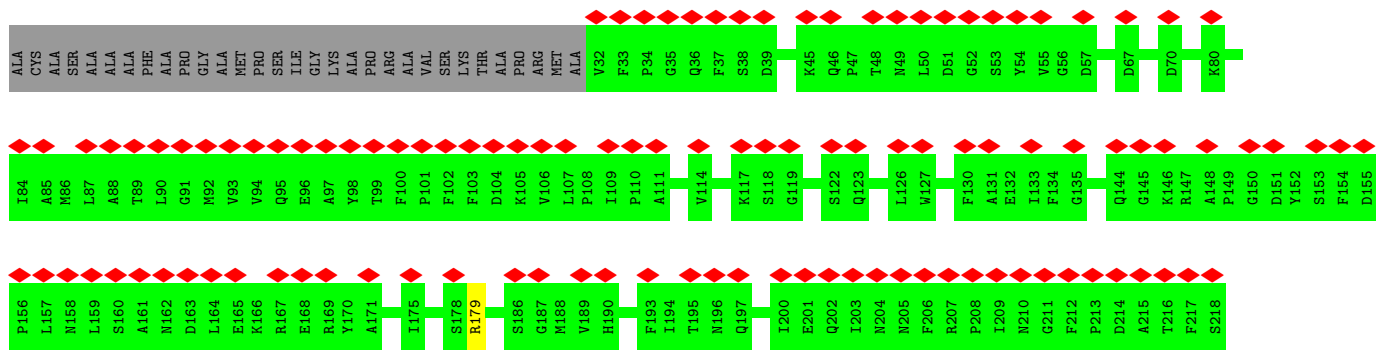 ALA CYS ALA SER ALA ALA ALA PHE ALA PRO GLY ALA MET PRO SER ILE GLY LYS ALA PRO ARG ALA VAL SER LYS THR ALA PRO ARG MET ALA V32 F33 P34 G35 Q36 F37 S38 D39 K45 Q46 P47 T48 N49 L50 D51 G52 S53 Y54 V55 G56 D57 D67 D70 K80
I84 A85 M86 L87 A88 T89 L90 G91 M92 V93 V94 Q95 E96 A97 Y98 T99 F100 P101 F102 F103 D104 K105 V106 L107 P108 I109 P110 A111 V114 K117 S118 G119 S122 Q123 L126 W127 F130 A131 E132 I133 F134 G135 Q144 G145 K146 R147 A148 P149 G150 D151 Y152 S153 F154 D155
P156 L157 N158 L159 S160 A161 N162 D163 L164 E165 K166 R167 E168 R169 Y170 A171 I175 S178 R179 S186 G187 M188 V189 H190 F193 I194 T195 N196 Q197 I200 E201 Q202 I203 N204 N205 F206 R207 P208 I209 N210 G211 F212 P213 D214 A215 T216 F217 S218